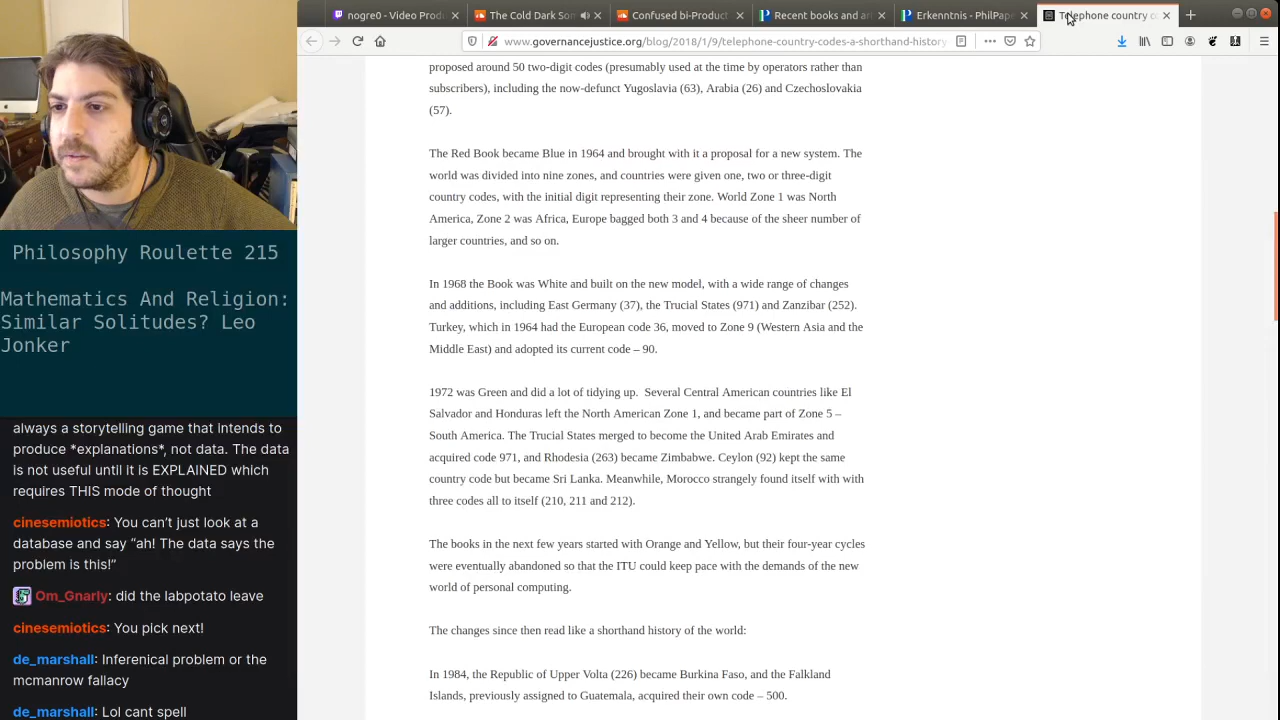 nogre0 - Video Produ
The Cold Dark Som
Confused bi-Product
Recent books and an
Erkenntnis - PhilPape
Telephone country co
www.governancejustice.org/blog/2018/1/9/telephone-country-codes-a-shorthand-history
proposed around 50 two-digit codes (presumably used at the time by operators rather than
subscribers), including the now-defunct Yugoslavia (63), Arabia (26) and Czechoslovakia
(57).
The Red Book became Blue in 1964 and brought with it a proposal for a new system. The
world was divided into nine zones, and countries were given one, two or three-digit
country codes, with the initial digit representing their zone. World Zone 1 was North
America, Zone 2 was Africa, Europe bagged both 3 and 4 because of the sheer number of
larger countries, and so on.
In 1968 the Book was White and built on the new model, with a wide range of changes
and additions, including East Germany (37), the Trucial States (971) and Zanzibar (252).
Turkey, which in 1964 had the European code 36, moved to Zone 9 (Western Asia and the
Middle East) and adopted its current code – 90.
1972 was Green and did a lot of tidying up.  Several Central American countries like El
Salvador and Honduras left the North American Zone 1, and became part of Zone 5 –
South America. The Trucial States merged to become the United Arab Emirates and
acquired code 971, and Rhodesia (263) became Zimbabwe. Ceylon (92) kept the same
country code but became Sri Lanka. Meanwhile, Morocco strangely found itself with with
three codes all to itself (210, 211 and 212).
The books in the next few years started with Orange and Yellow, but their four-year cycles
were eventually abandoned so that the ITU could keep pace with the demands of the new
world of personal computing.
The changes since then read like a shorthand history of the world:
In 1984, the Republic of Upper Volta (226) became Burkina Faso, and the Falkland
Islands, previously assigned to Guatemala, acquired their own code – 500.
Philosophy Roulette 215
Mathematics And Religion:
Similar Solitudes? Leo
Jonker
always a storytelling game that intends to
produce *explanations*, not data. The data
is not useful until it is EXPLAINED which
requires THIS mode of thought
cinesemiotics: You can't just look at a
database and say “ah! The data says the
problem is this!”
Om_Gnarly: did the labpotato leave
cinesemiotics: You pick next!
de_marshall: Inferenical problem or the
mcmanrow fallacy
de_marshall: Lol cant spell